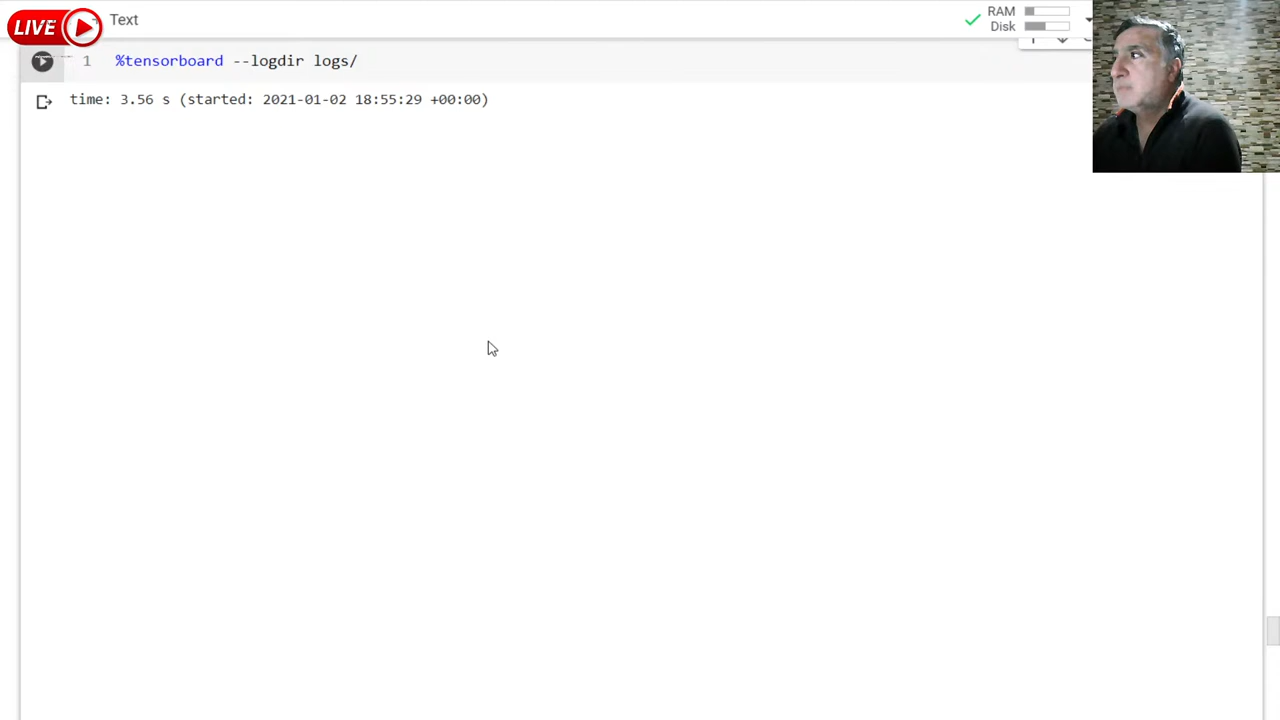 LIVE
Text
RAM
Disk
1 %tensorboard --logdir logs/
time: 3.56 s (started: 2021-01-02 18:55:29 +00:00)